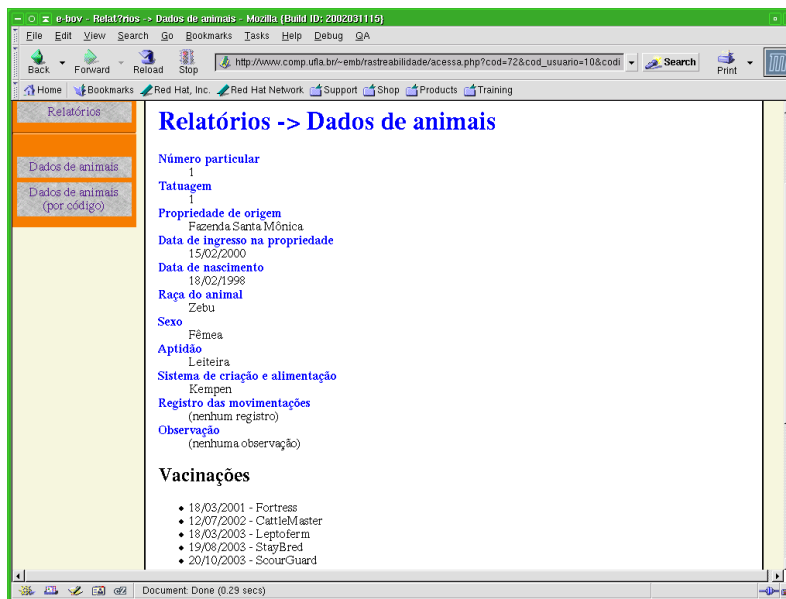 e-bov - Relat?rios -> Dados de animais - Mozilla {Build ID: 2002031115}
File Edit View Search Go Bookmarks Tasks Help Debug QA
Back Forward Reload Stop http://www.comp.ufla.br/~emb/rastreabilidade/acessa.php?cod=72&cod_usuario=10&codi Search Print
Home Bookmarks Red Hat, Inc. Red Hat Network Support Shop Products Training
Relatórios
Dados de animais
Dados de animais
(por código)
Relatórios -> Dados de animais
Número particular
1
Tatuagem
1
Propriedade de origem
Fazenda Santa Mônica
Data de ingresso na propriedade
15/02/2000
Data de nascimento
18/02/1998
Raça do animal
Zebu
Sexo
Fêmea
Aptidão
Leiteira
Sistema de criação e alimentação
Kempen
Registro das movimentações
(nenhum registro)
Observação
(nenhuma observação)
Vacinações
18/03/2001 - Fortress
12/07/2002 - CattleMaster
18/03/2003 - Leptoferm
19/08/2003 - StayBred
20/10/2003 - ScourGuard
Document: Done (0.29 secs)